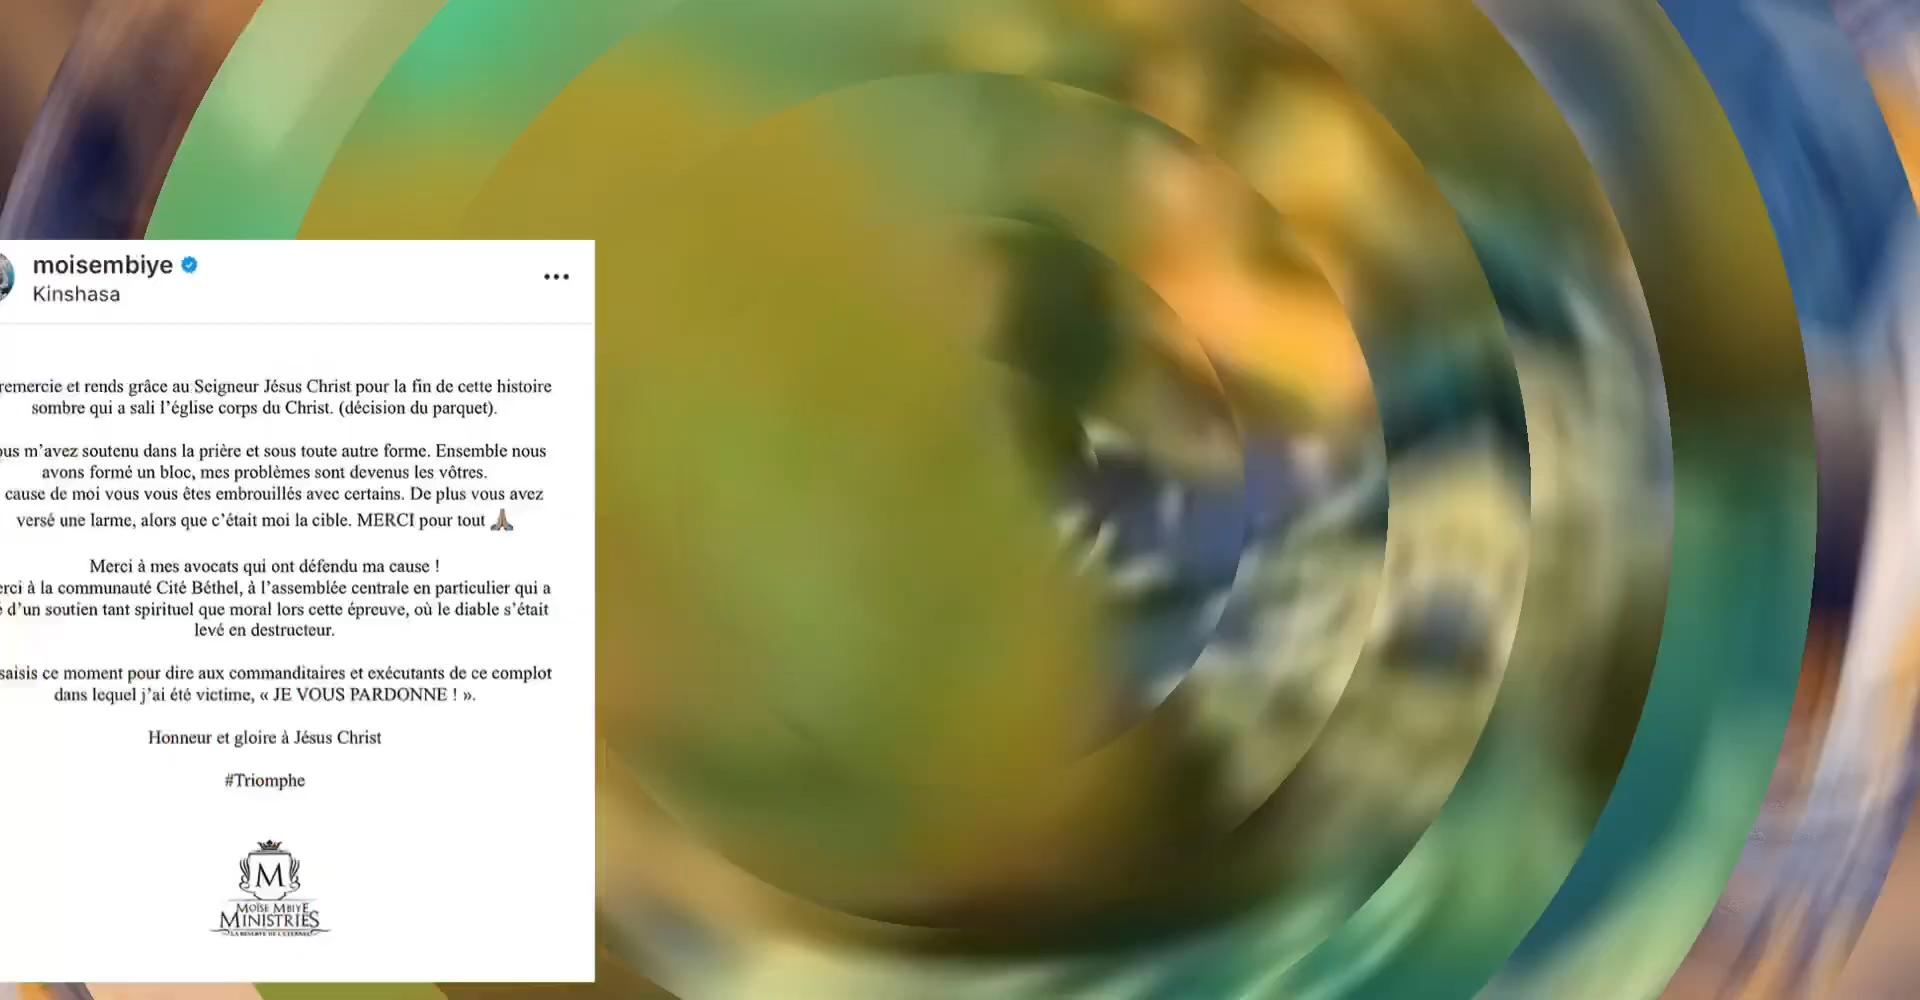 moisembiye
Kinshasa
remercie et rends grâce au Seigneur Jésus Christ pour la fin de cette histoire
sombre qui a sali l’église corps du Christ. (décision du parquet).
m’avez soutenu dans la prière et sous toute autre forme. Ensemble nous
avons formé un bloc, mes problèmes sont devenus les vôtres.
cause de moi vous vous êtes embrouillés avec certains. De plus vous avez
versé une larme, alors que c’était moi la cible. MERCI pour tout 🙏🏽
Merci à mes avocats qui ont défendu ma cause !
à la communauté Cité Béthel, à l’assemblée centrale en particulier qui a
d’un soutien tant spirituel que moral lors cette épreuve, où le diable s’était
levé en destructeur.
saisis ce moment pour dire aux commanditaires et exécutants de ce complot
dans lequel j’ai été victime, « JE VOUS PARDONNE ! ».
Honneur et gloire à Jésus Christ
#Triomphe
M
MOÏSE MBIYE
MINISTRIES